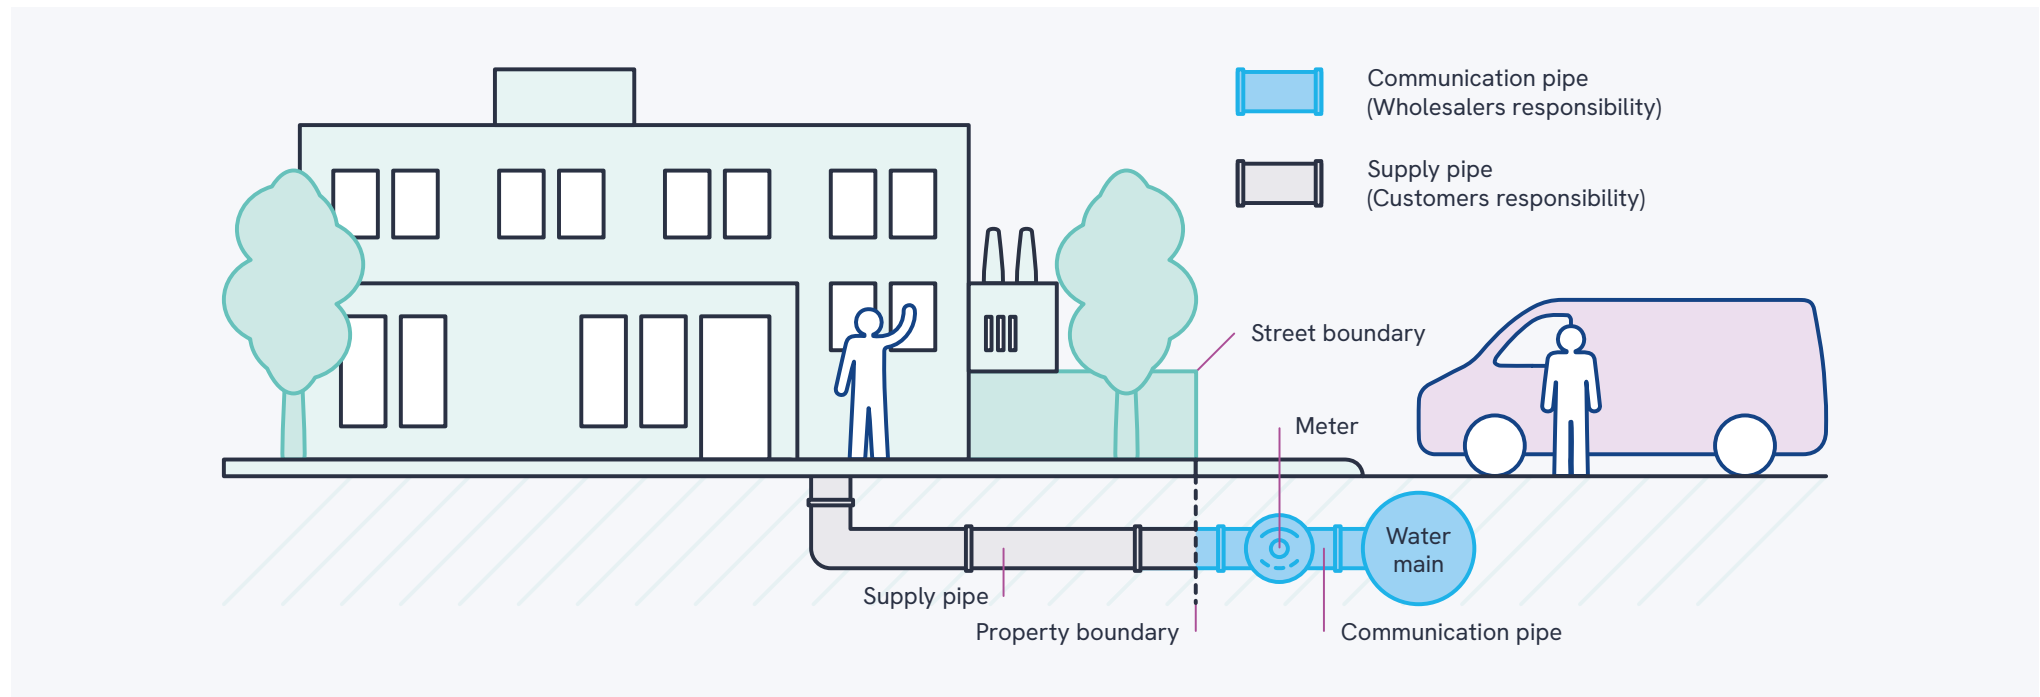 Communication pipe
(Wholesalers responsibility)
Supply pipe
(Customers responsibility)
Street boundary
Meter
Water
main
Supply pipe
Property boundary
Communication pipe